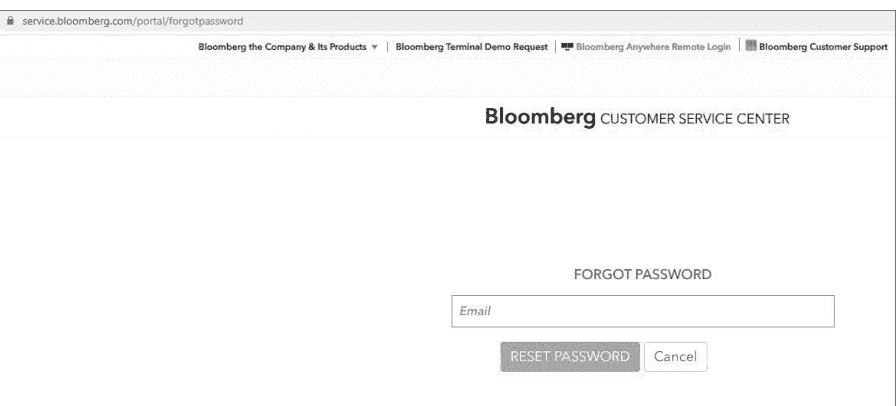 service.bloomberg.com/portal/forgotpassword
Bloomberg the Company & Its Products ▼ | Bloomberg Terminal Demo Request | Bloomberg Anywhere Remote Login | Bloomberg Customer Support
Bloomberg CUSTOMER SERVICE CENTER
FORGOT PASSWORD
Email
RESET PASSWORD Cancel